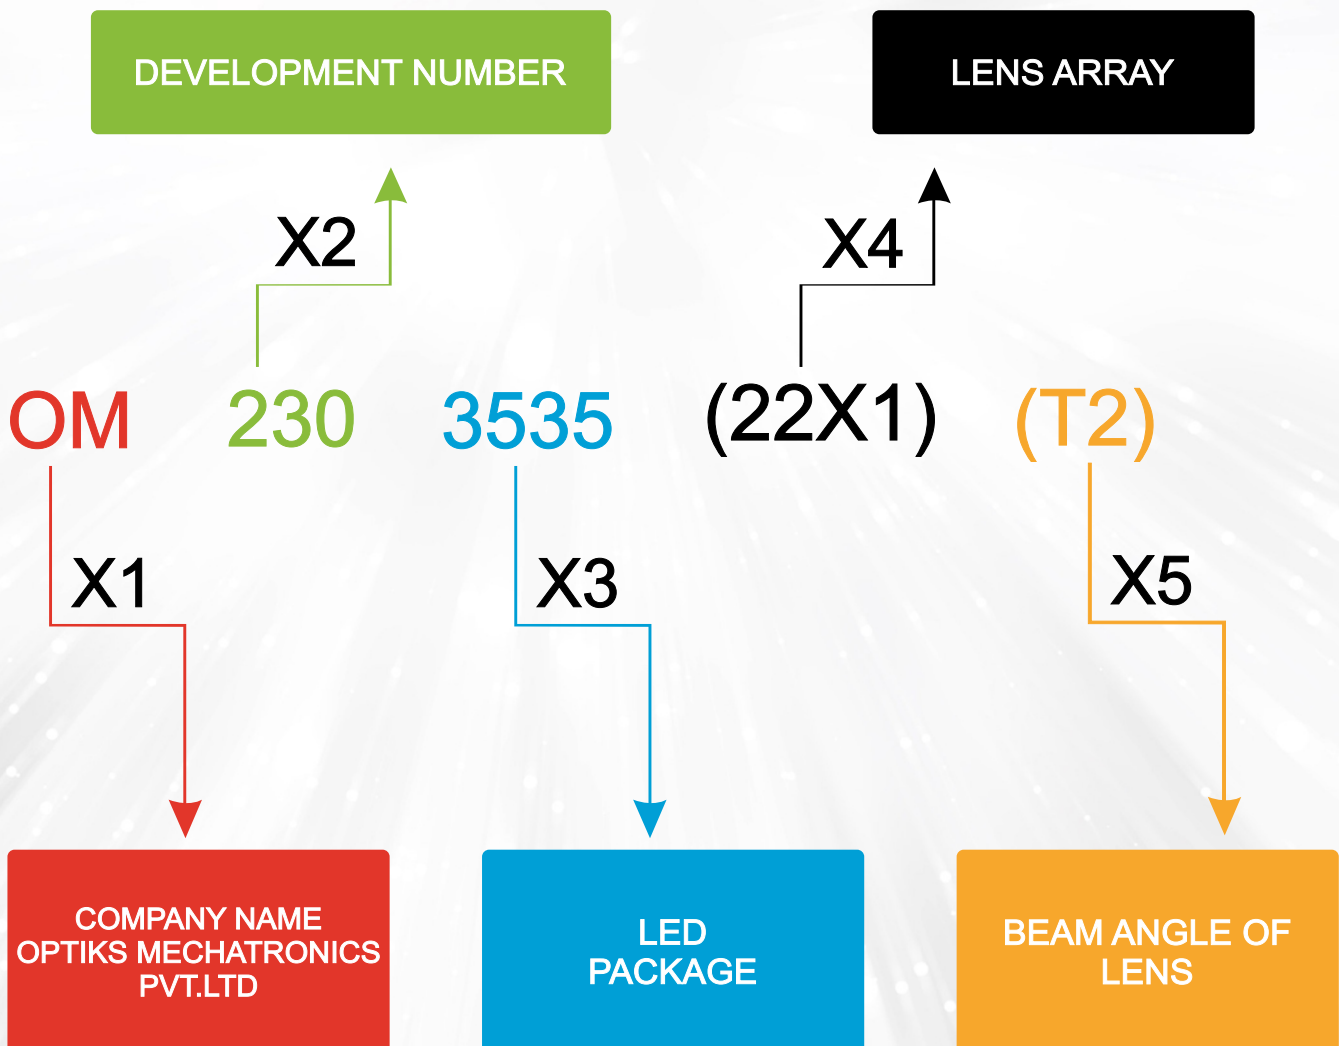 DEVELOPMENT NUMBER
LENS ARRAY
X2
X4
OM 230 3535 (22X1) (T2)
X1
X3
X5
COMPANY NAME
OPTIKS MECHATRONICS
PVT.LTD
LED
PACKAGE
BEAM ANGLE OF
LENS